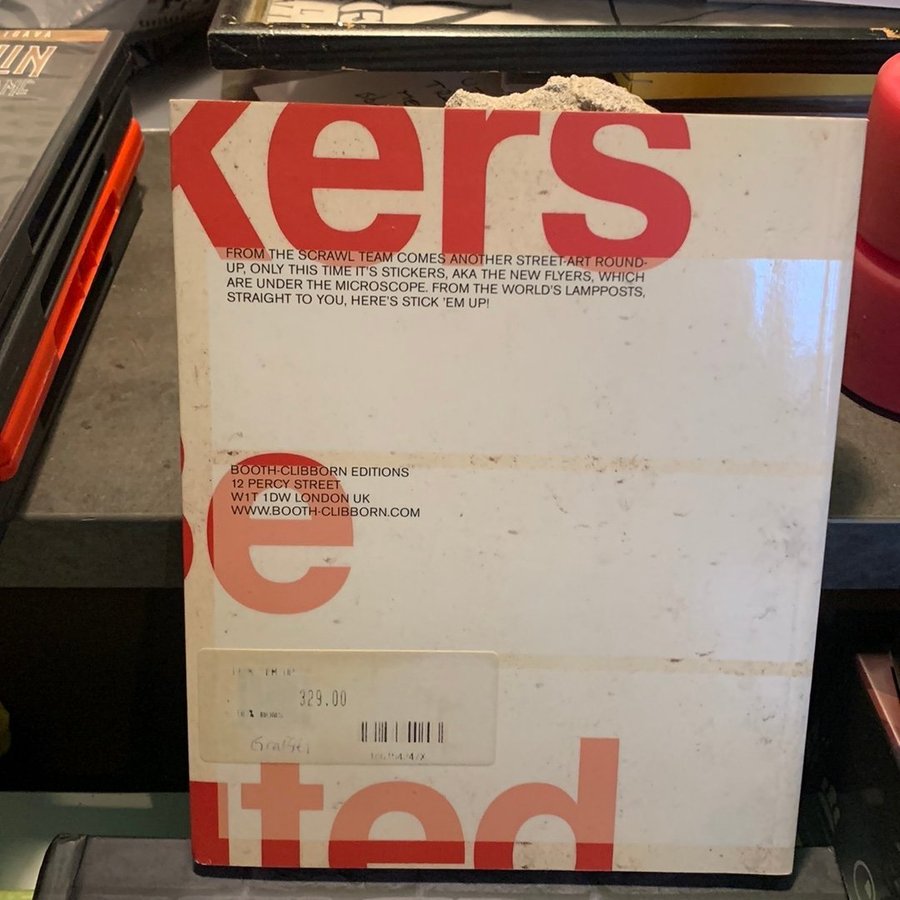 kers
FROM THE SCRAWL TEAM COMES ANOTHER STREET-ART ROUND-
UP, ONLY THIS TIME IT'S STICKERS, AKA THE NEW FLYERS, WHICH
ARE UNDER THE MICROSCOPE. FROM THE WORLD'S LAMPPOSTS,
STRAIGHT TO YOU, HERE'S STICK 'EM UP!
se
BOOTH-CLIBBORN EDITIONS
12 PERCY STREET
W1T 1DW LONDON UK
WWW.BOOTH-CLIBBORN.COM
329.00
uted